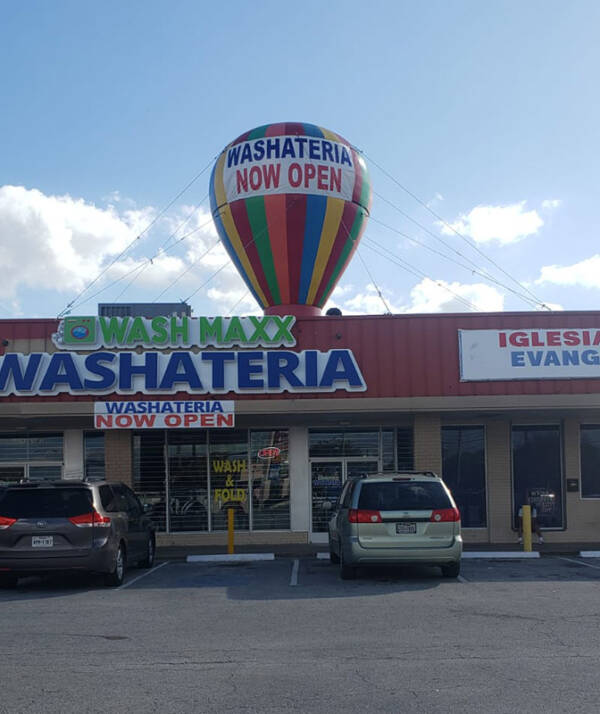 WASHATERIA
NOW OPEN
WASH MAXX
WASHATERIA
IGLESIA
EVANG
WASHATERIA
NOW OPEN
OPEN
WASH
&
FOLD